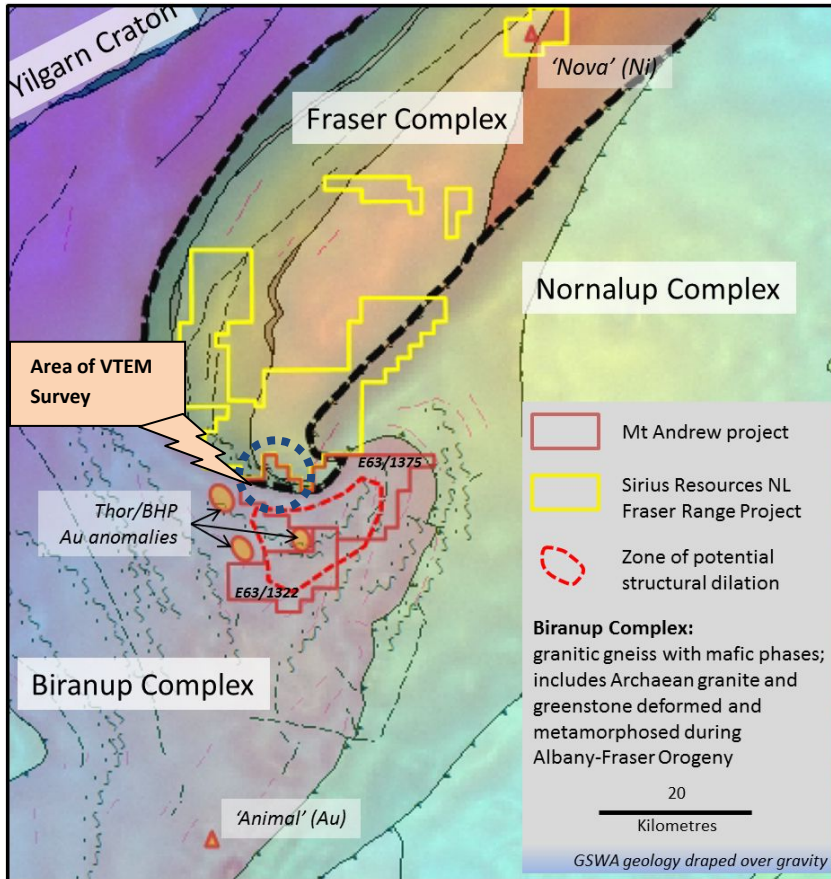 Yilgarn Craton
'Nova' (Ni)
Fraser Complex
Nornalup Complex
Area of VTEM
Survey
E63/1375
Thor/BHP
Au anomalies
E63/1322
Biranup Complex
'Animal' (Au)
Mt Andrew project
Sirius Resources NL
Fraser Range Project
Zone of potential
structural dilation
Biranup Complex:
granitic gneiss with mafic phases;
includes Archaean granite and
greenstone deformed and
metamorphosed during
Albany-Fraser Orogeny
20
Kilometres
GSWA geology draped over gravity